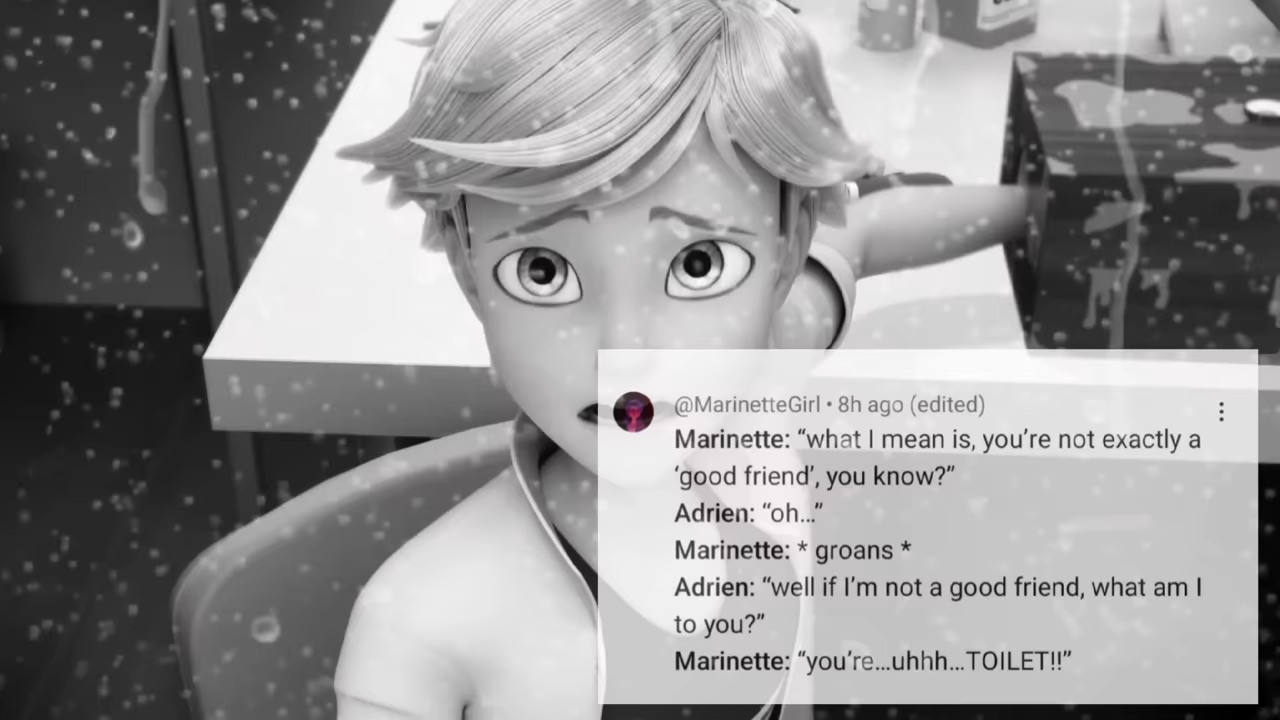 @MarinetteGirl • 8h ago (edited)
Marinette: “what I mean is, you’re not exactly a
‘good friend’, you know?”
Adrien: “oh…”
Marinette: * groans *
Adrien: “well if I’m not a good friend, what am I
to you?”
Marinette: “you’re…uhhh…TOILET!!”